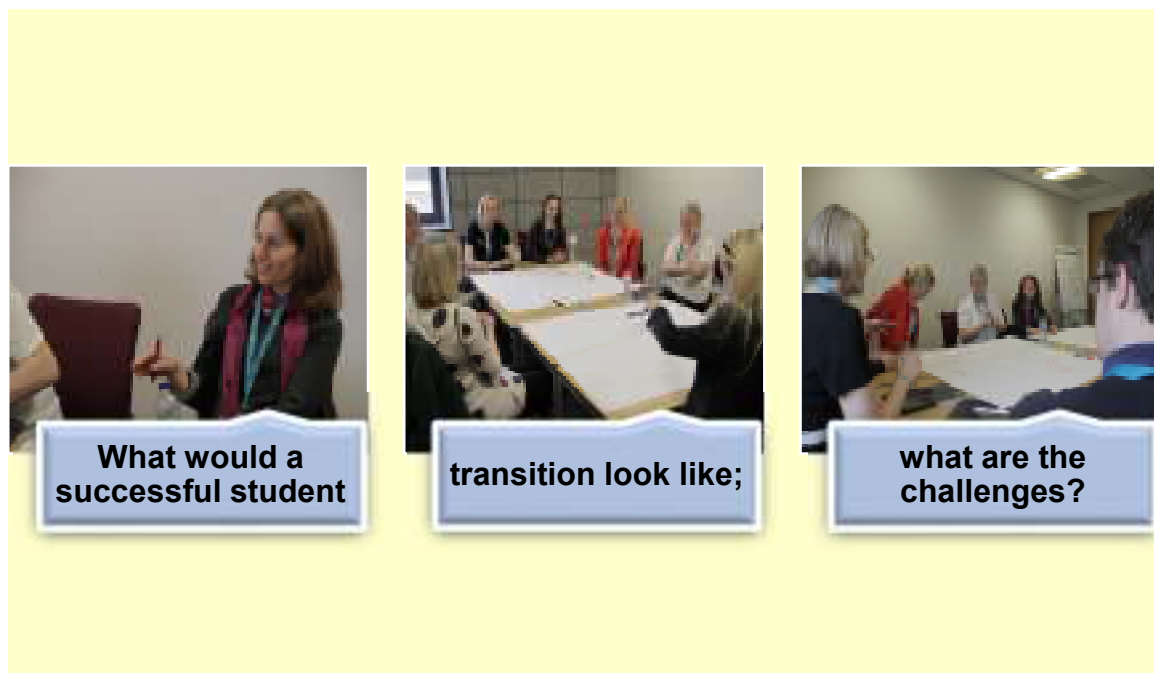 What would a
successful student
transition look like;
what are the
challenges?